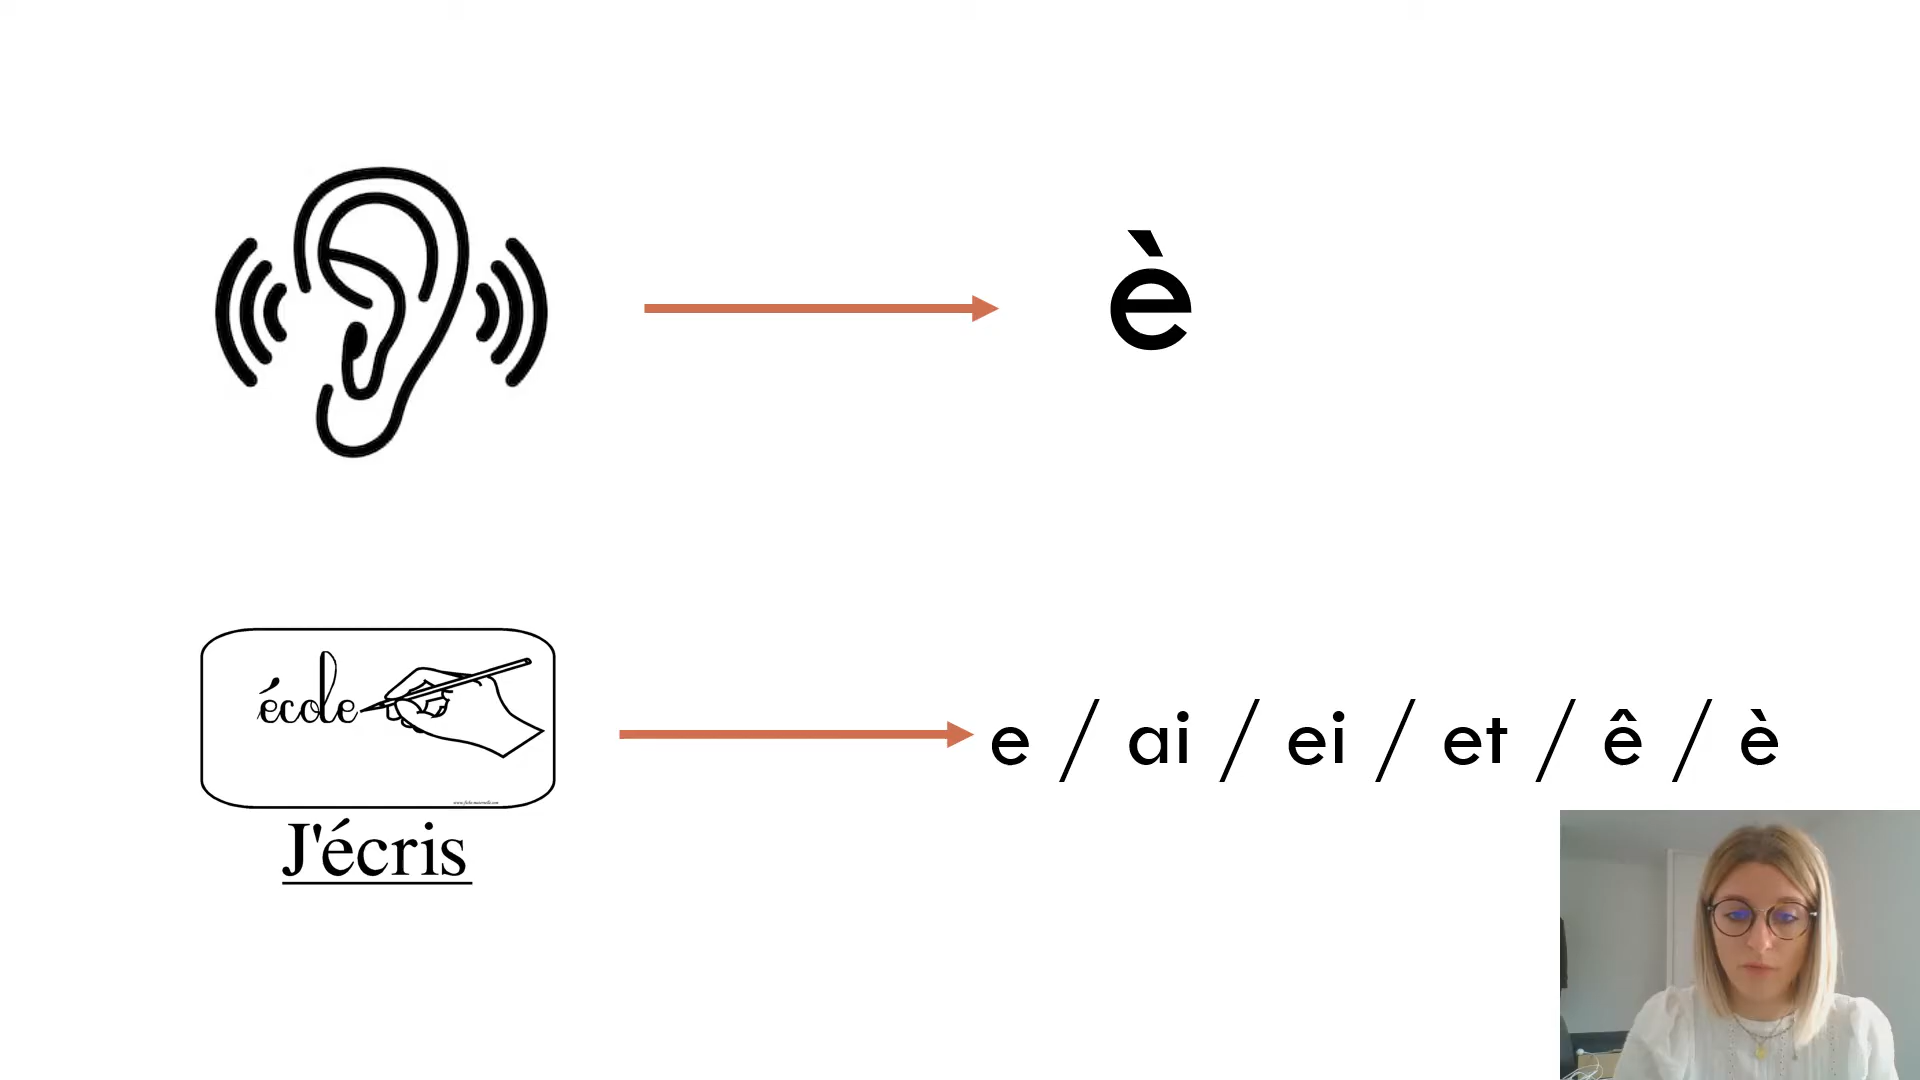 è
école
e / ai / ei / et / ê / è
J'écris